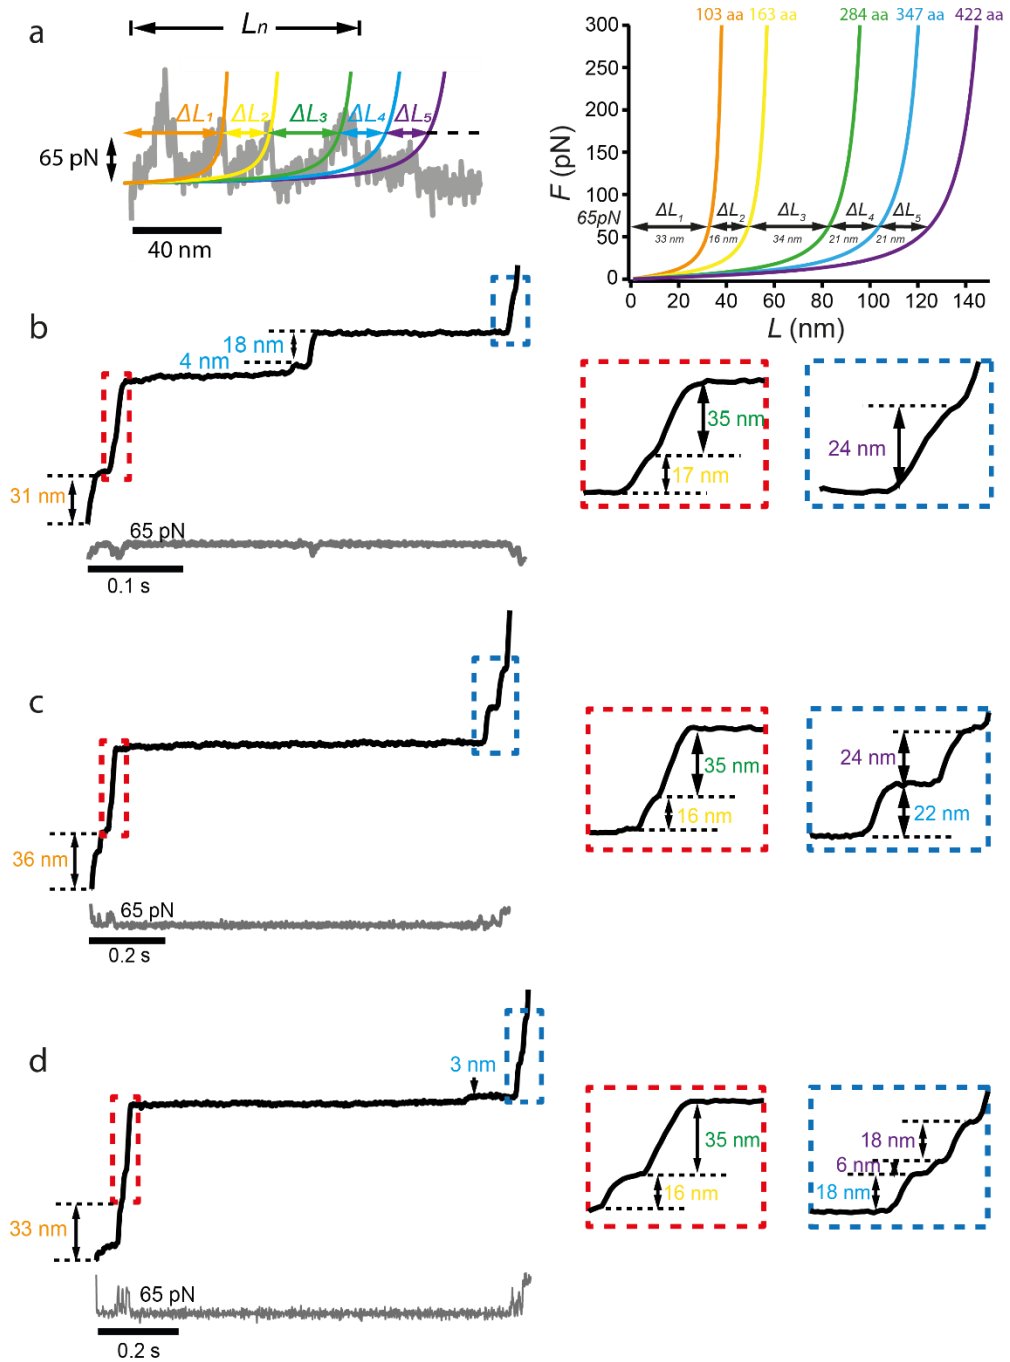 a
Lₙ
ΔL₁ ΔL₂ ΔL₃ ΔL₄ ΔL₅
65 pN
40 nm
103 aa 163 aa 284 aa 347 aa 422 aa
300
250
200
150
100
50
0
F (pN)
65pN
ΔL₁ ΔL₂ ΔL₃ ΔL₄ ΔL₅
33 nm 16 nm 34 nm 21 nm 21 nm
0 20 40 60 80 100 120 140
L (nm)
b
18 nm
4 nm
31 nm
65 pN
0.1 s
35 nm
17 nm
24 nm
c
36 nm
65 pN
0.2 s
35 nm
16 nm
24 nm
22 nm
d
3 nm
33 nm
65 pN
0.2 s
35 nm
16 nm
18 nm
6 nm
18 nm